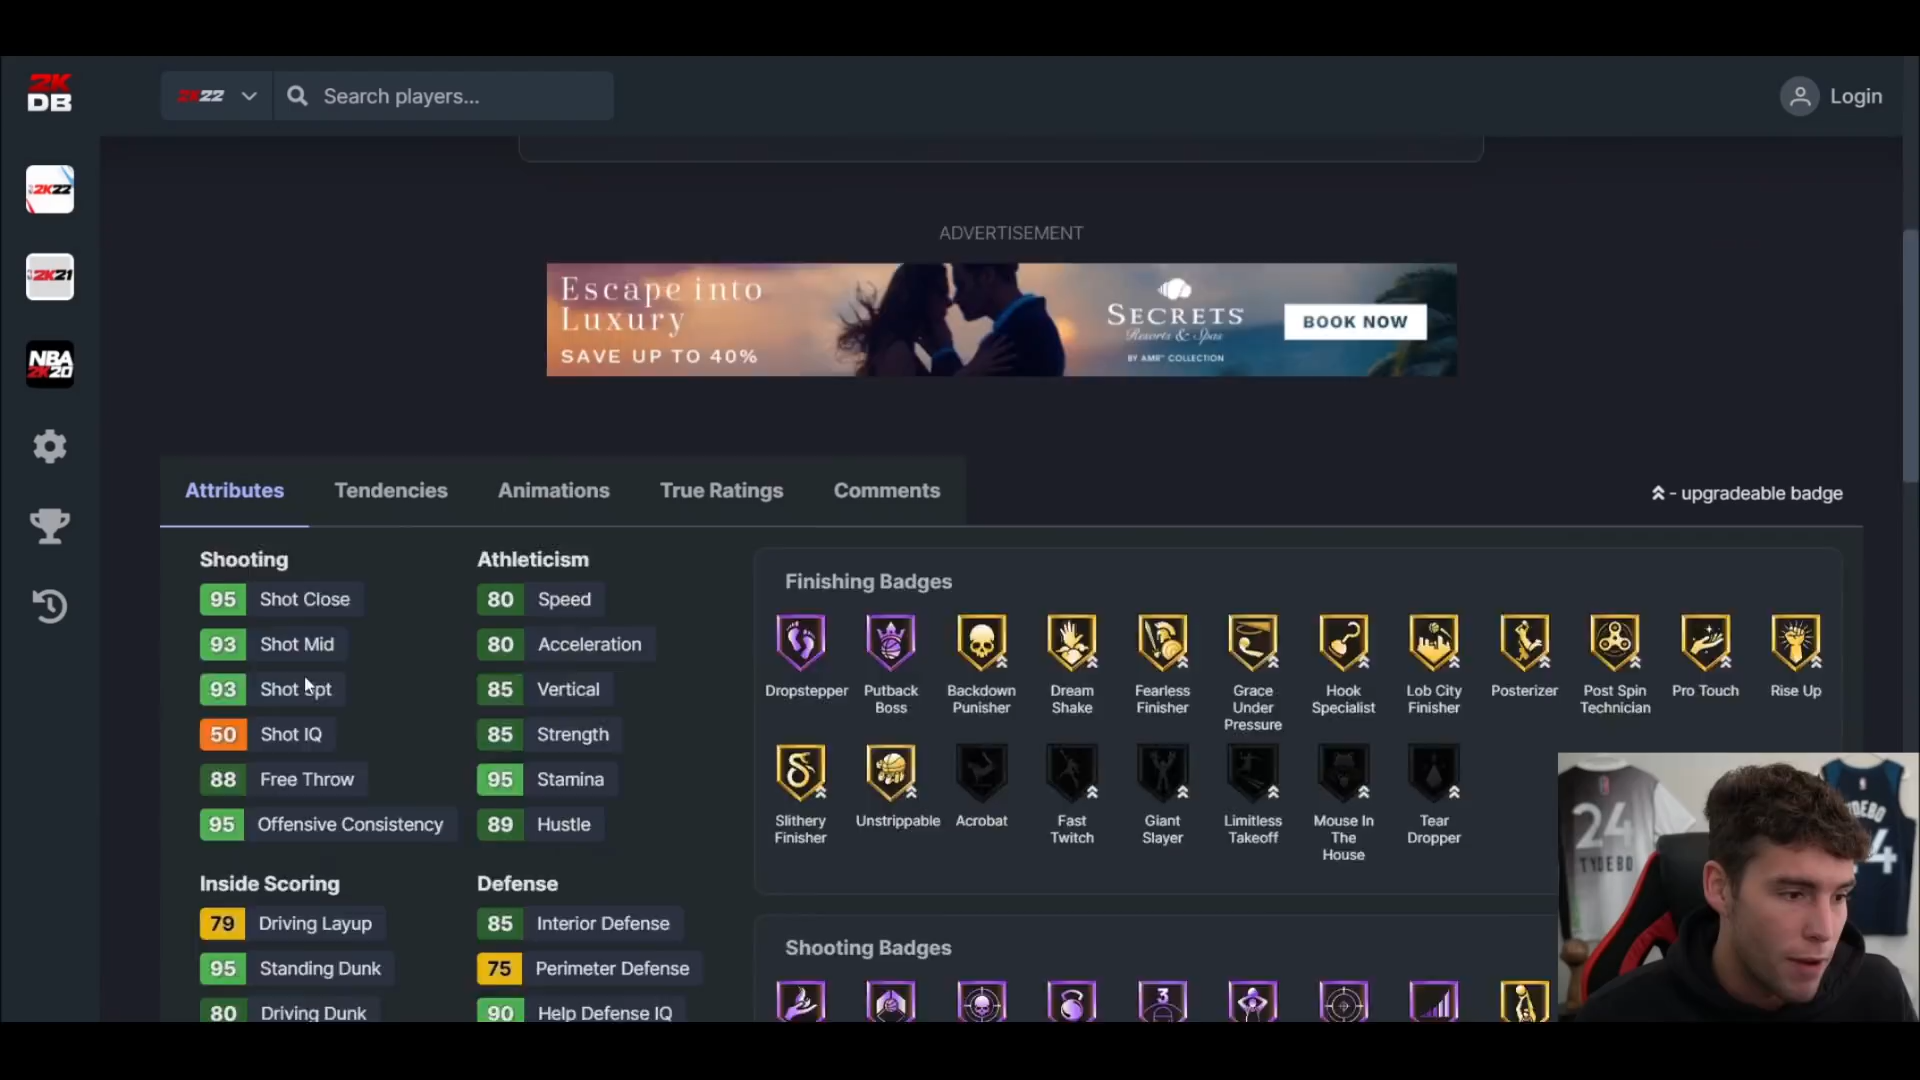 2K
DB
2K22
Search players...
Login
2K22
2K21
NBA
2K20
ADVERTISEMENT
Escape into
Luxury
SAVE UP TO 40%
SECRETS
Resorts & Spas
BY AMR COLLECTION
BOOK NOW
Attributes
Tendencies
Animations
True Ratings
Comments
- upgradeable badge
Shooting
95 Shot Close
93 Shot Mid
93 Shot 3pt
50 Shot IQ
88 Free Throw
95 Offensive Consistency
Inside Scoring
79 Driving Layup
95 Standing Dunk
80 Driving Dunk
Athleticism
80 Speed
80 Acceleration
85 Vertical
85 Strength
95 Stamina
89 Hustle
Defense
85 Interior Defense
75 Perimeter Defense
90 Help Defense IQ
Finishing Badges
Dropstepper
Putback
Boss
Backdown
Punisher
Dream
Shake
Fearless
Finisher
Grace
Under
Pressure
Hook
Specialist
Lob City
Finisher
Posterizer
Post Spin
Technician
Pro Touch
Rise Up
Slithery
Finisher
Unstrippable
Acrobat
Fast
Twitch
Giant
Slayer
Limitless
Takeoff
Mouse In
The
House
Tear
Dropper
Shooting Badges
3
24
TYDEBO
4